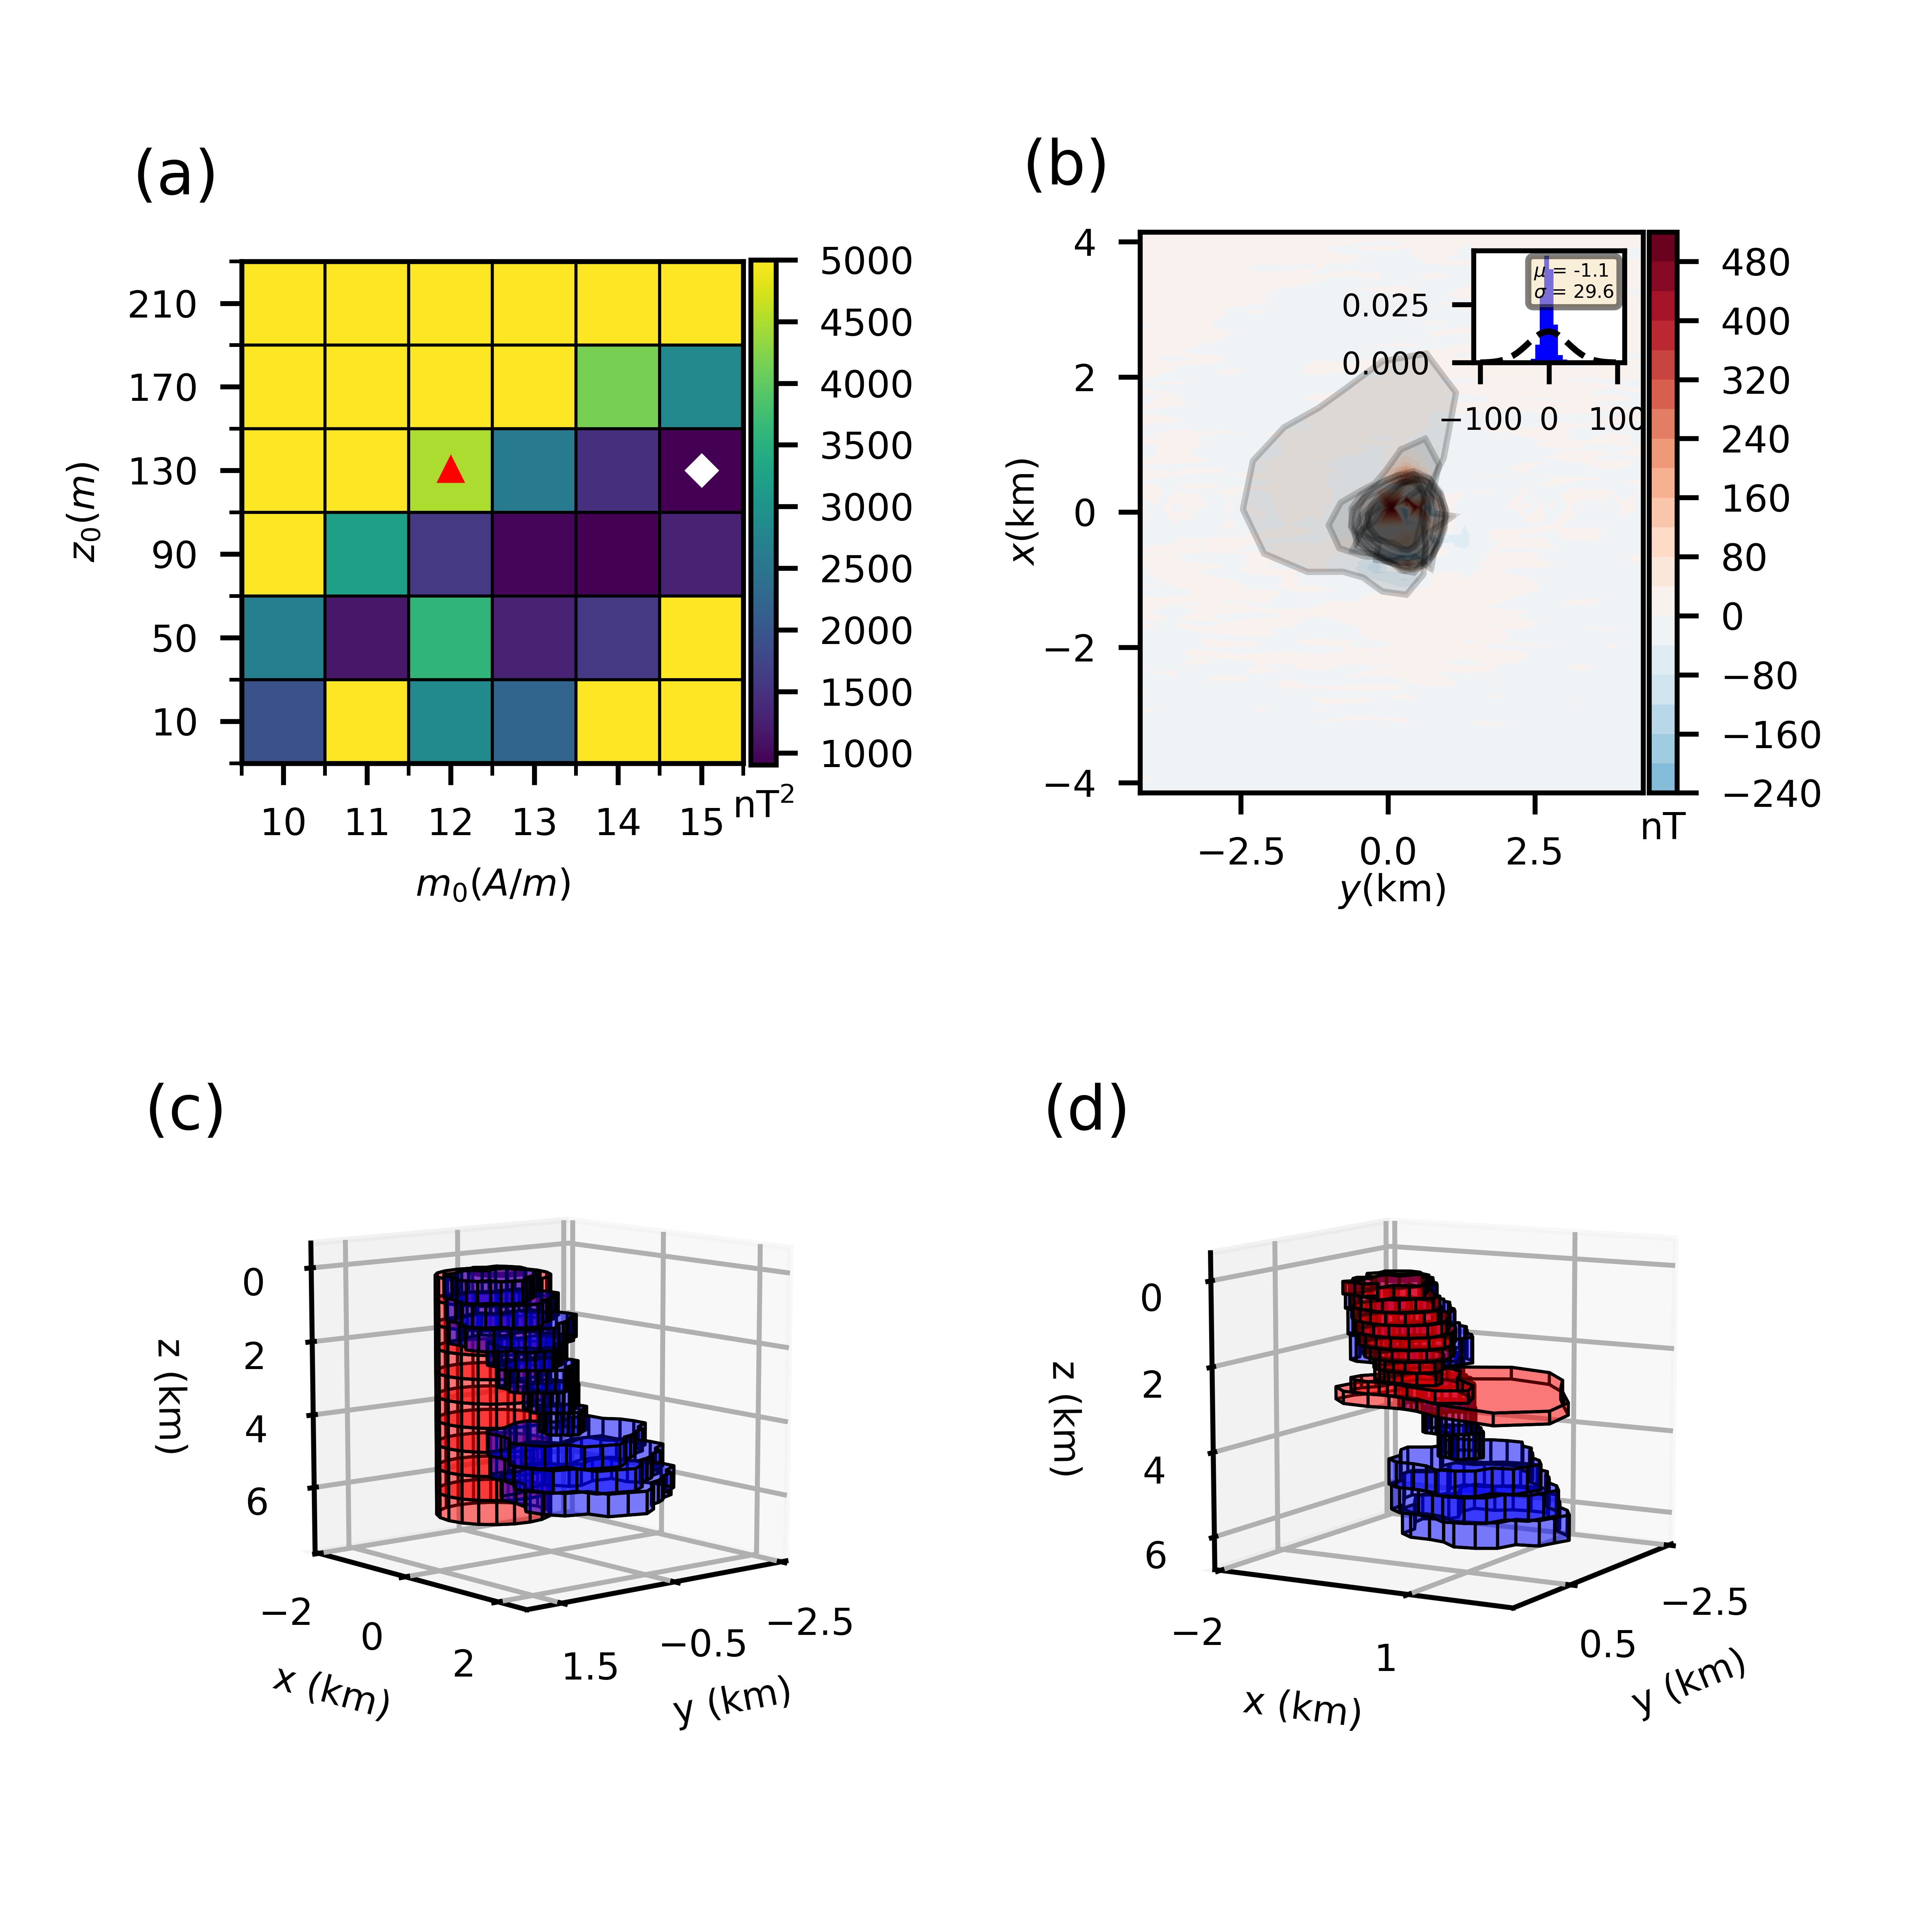 (a)
210
170
130
90
50
10
z₀(m)
10 11 12 13 14 15
m₀(A/m)
5000
4500
4000
3500
3000
2500
2000
1500
1000
nT²
(b)
4
2
0
−2
−4
x(km)
−2.5 0.0 2.5
y(km)
0.025
0.000
−100 0 100
μ = -1.1
σ = 29.6
480
400
320
240
160
80
0
−80
−160
−240
nT
(c)
0
2
4
6
z (km)
−2 0 2
x (km)
1.5 −0.5 −2.5
y (km)
(d)
0
2
4
6
z (km)
−2 1
x (km)
0.5 −2.5
y (km)